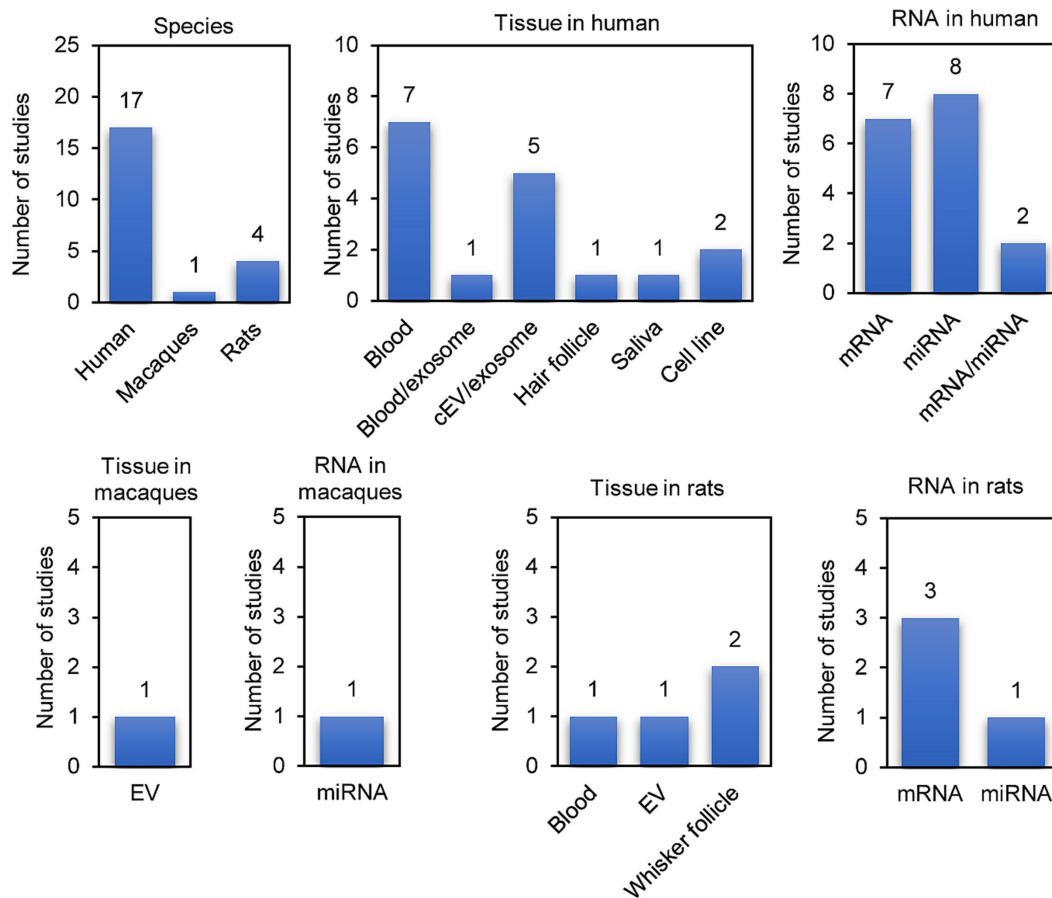 Species
Number of studies
25
20
15
10
5
0
17
1
4
Human
Macaques
Rats
Tissue in human
Number of studies
10
8
6
4
2
0
7
1
5
1
1
2
Blood
Blood/exosome
cEV/exosome
Hair follicle
Saliva
Cell line
RNA in human
Number of studies
10
8
6
4
2
0
7
8
2
mRNA
miRNA
mRNA/miRNA
Tissue in
macaques
Number of studies
5
4
3
2
1
0
1
EV
RNA in
macaques
Number of studies
5
4
3
2
1
0
1
miRNA
Tissue in rats
Number of studies
5
4
3
2
1
0
1
1
2
Blood
EV
Whisker follicle
RNA in rats
Number of studies
5
4
3
2
1
0
3
1
mRNA
miRNA